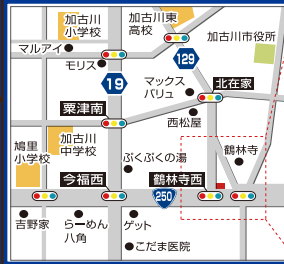 加古川
小学校
加古川東
高校
加古川市役所
マルアイ
モリス
129
19
マックス
バリュ
北在家
粟津南
西松屋
加古川
中学校
鳩里
小学校
ぷくぷくの湯
鶴林寺
今福西
鶴林寺西
250
吉野家
らーめん
八角
ゲット
こだま医院